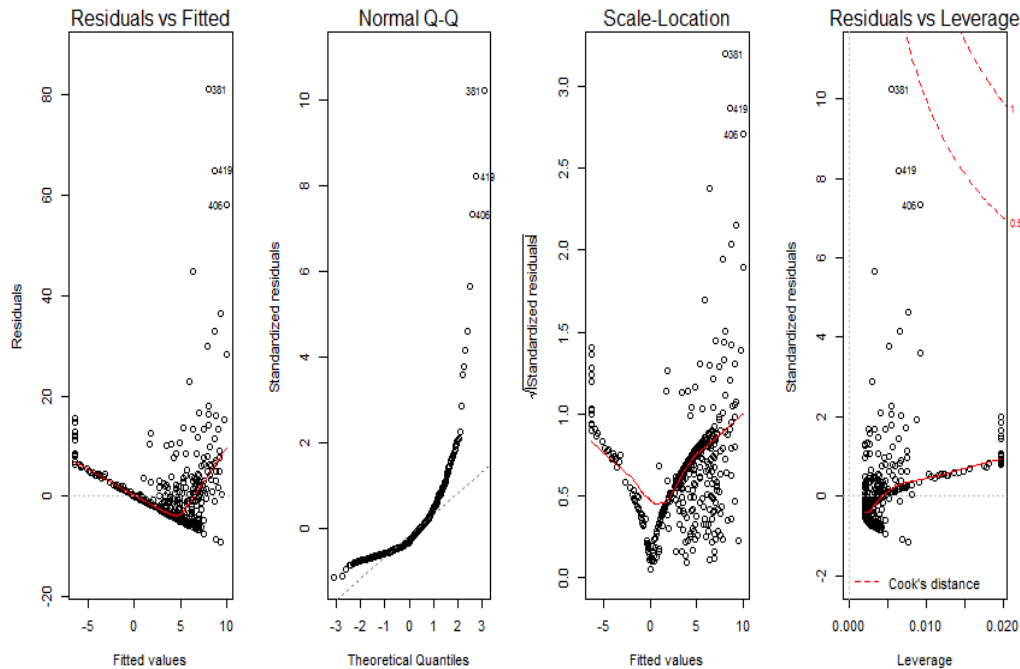 Residuals vs Fitted
Residuals
-20 0 20 40 60 80
381
419
406
-5 0 5 10
Fitted values
Normal Q-Q
Standardized residuals
0 2 4 6 8 10
381
419
406
-3 -2 -1 0 1 2 3
Theoretical Quantiles
Scale-Location
√|Standardized residuals|
0.0 0.5 1.0 1.5 2.0 2.5 3.0
381
419
406
-5 0 5 10
Fitted values
Residuals vs Leverage
Standardized residuals
-2 0 2 4 6 8 10
381
419
406
1
0.5
Cook's distance
0.000 0.010 0.020
Leverage